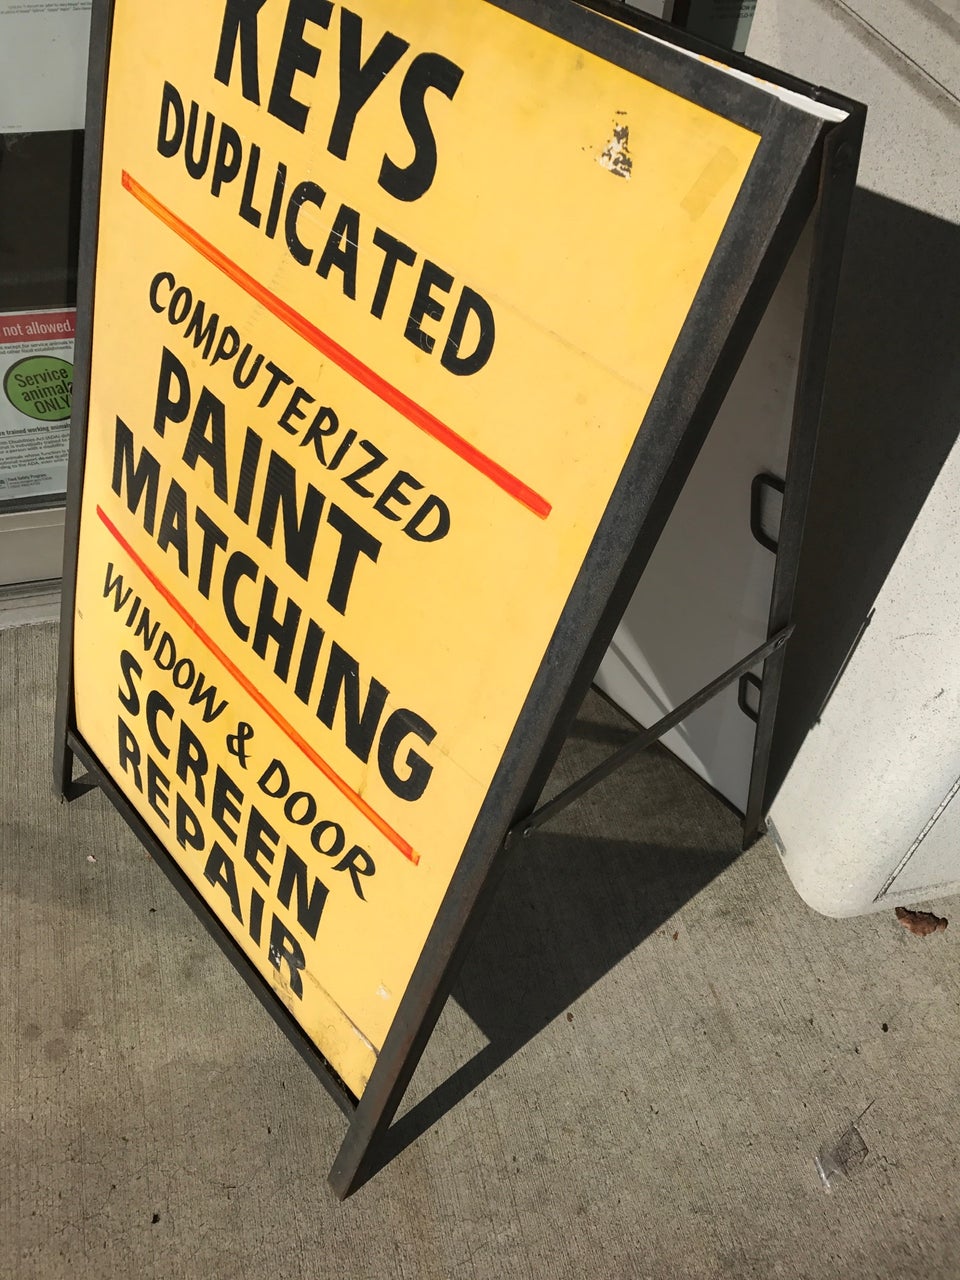 KEYS
DUPLICATED
COMPUTERIZED
PAINT
MATCHING
WINDOW & DOOR
SCREEN
REPAIR
not allowed.
Service
animals
ONLY